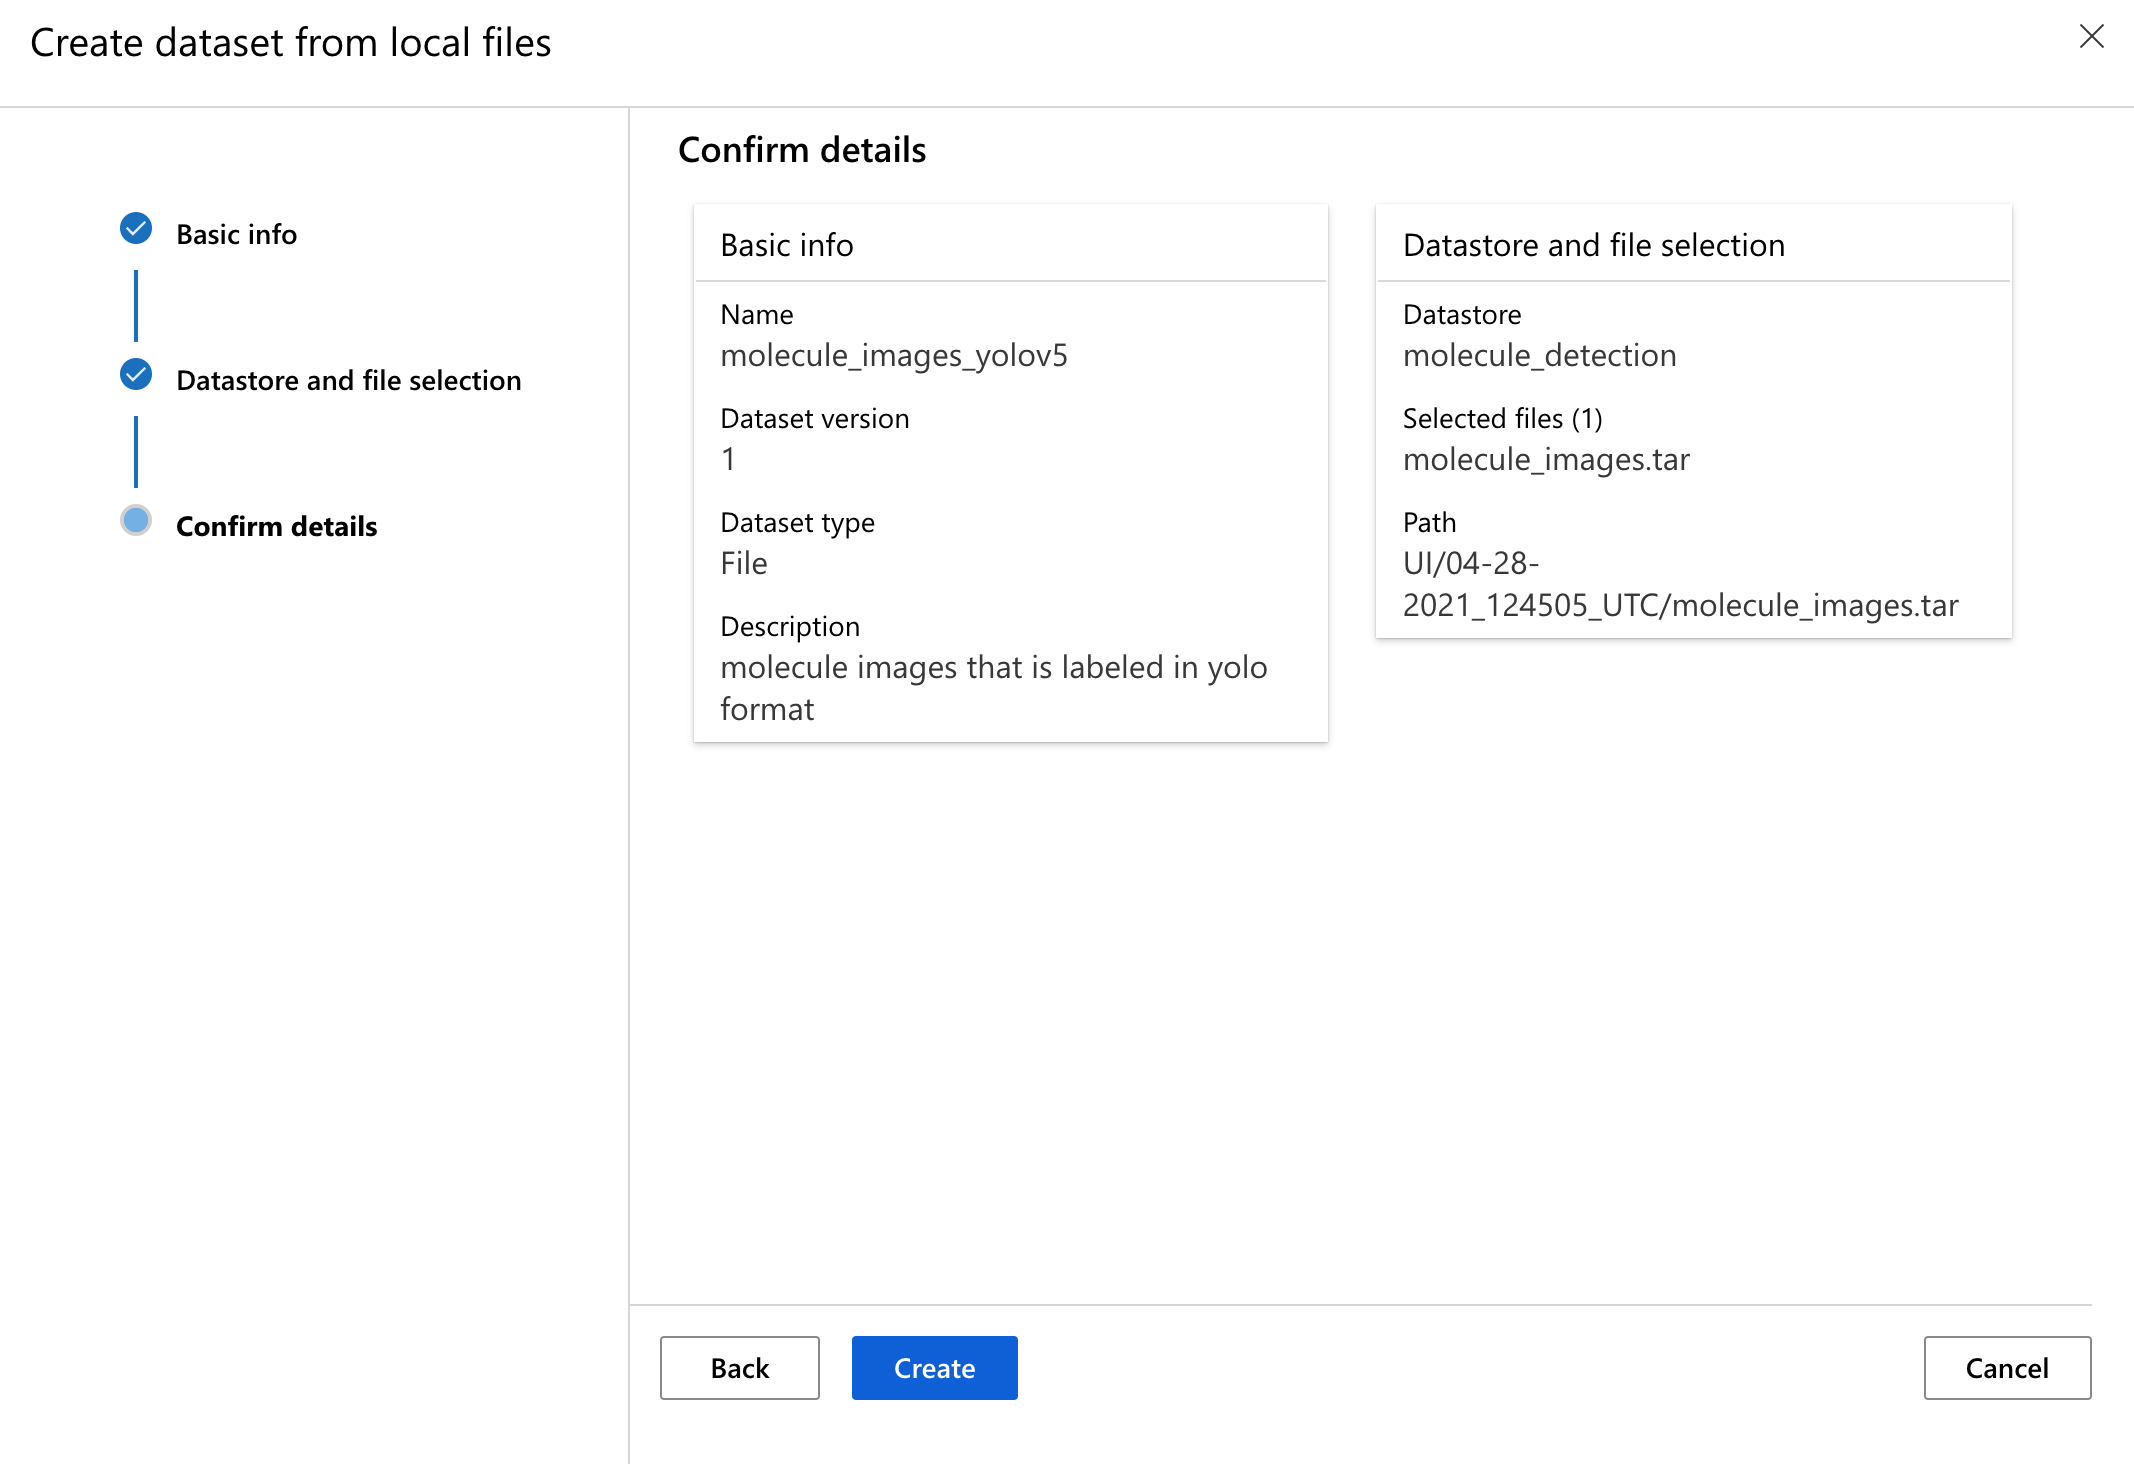 Create dataset from local files
Basic info
Datastore and file selection
Confirm details
Confirm details
Basic info
Name
molecule_images_yolov5
Dataset version
1
Dataset type
File
Description
molecule images that is labeled in yolo
format
Datastore and file selection
Datastore
molecule_detection
Selected files (1)
molecule_images.tar
Path
UI/04-28-
2021_124505_UTC/molecule_images.tar
Back
Create
Cancel